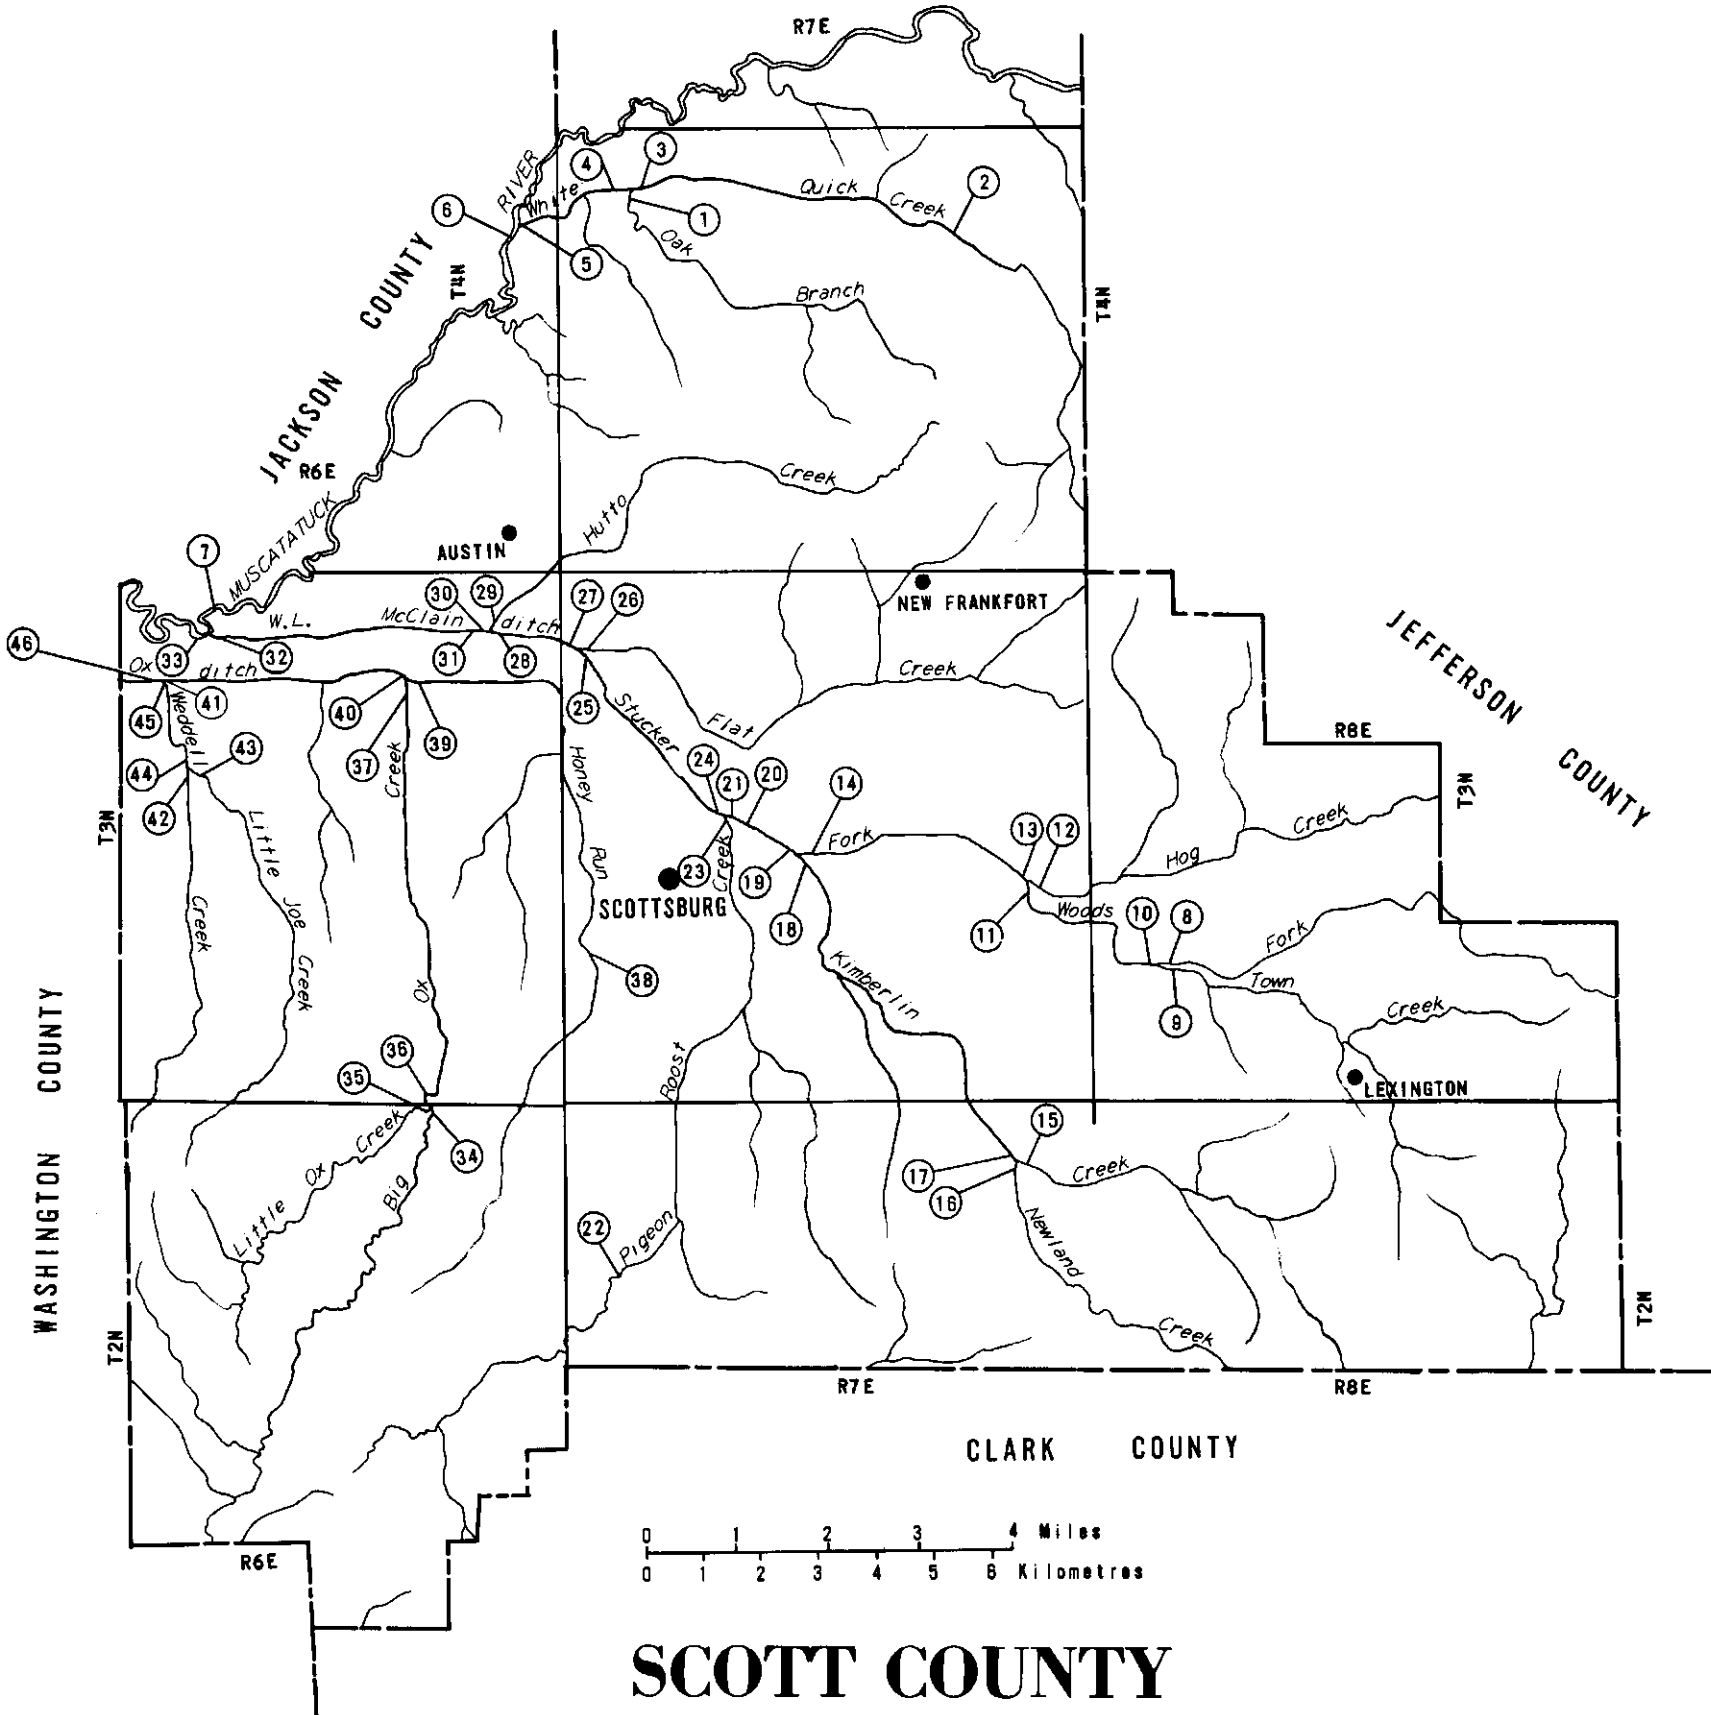 R7E
RIVER
White
Quick
Creek
Oak
Branch
4
3
2
1
6
5
T4N
T4N
JACKSON COUNTY
R6E
MUSCATATUCK
AUSTIN
Hutto
Creek
NEW FRANKFORT
7
30
29
27
26
W.L. McClain ditch
46
33
32
31
28
Ox ditch
45
41
40
39
25
Creek
Flat
JEFFERSON COUNTY
R8E
T3N
Weddell
Creek
44
43
42
37
Creek
Ox
Stucker
Fork
Honey
Run
24
21
20
14
13
12
T3N
Little
Joe
Creek
SCOTTSBURG
23
Creek
19
18
11
Hog
Creek
Woods
Fork
10
8
9
Town
Creek
38
Kimberlin
Creek
LEXINGTON
WASHINGTON COUNTY
36
35
34
Little Ox Creek
Big
Roost
Pigeon
22
15
17
16
Newland
Creek
T2N
T2N
R7E
R8E
CLARK COUNTY
R6E
0 1 2 3 4 Miles
0 1 2 3 4 5 6 Kilometres
SCOTT COUNTY